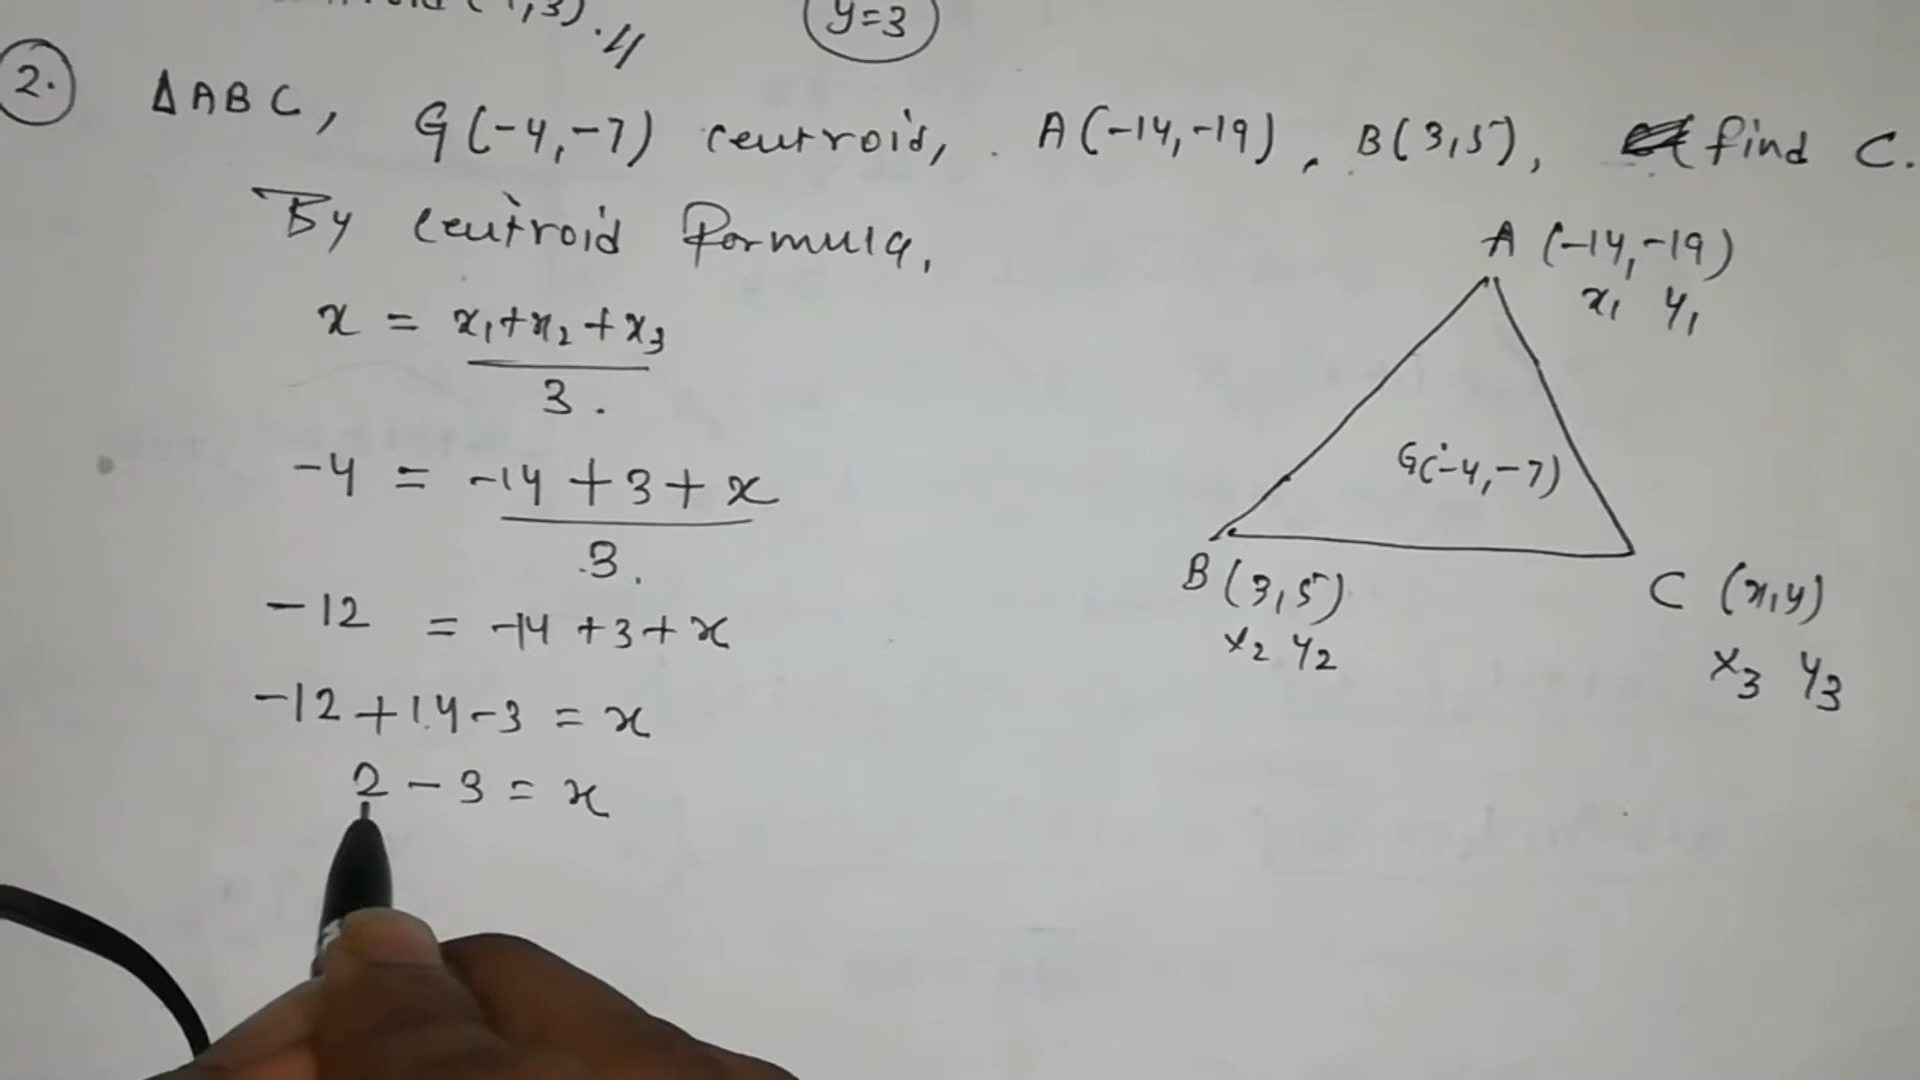 ,3).
y=3
2.
ΔABC, G(-4,-7) centroid, A(-14,-19), B(3,5), find C.
By centroid formula,
x = x₁+x₂+x₃
3.
-4 = -14+3+x
3.
-12 = -14+3+x
-12+14-3 = x
2-3 = x
A (-14,-19)
x₁ y₁
G(-4,-7)
B (3,5)
x₂ y₂
C (x,y)
x₃ y₃